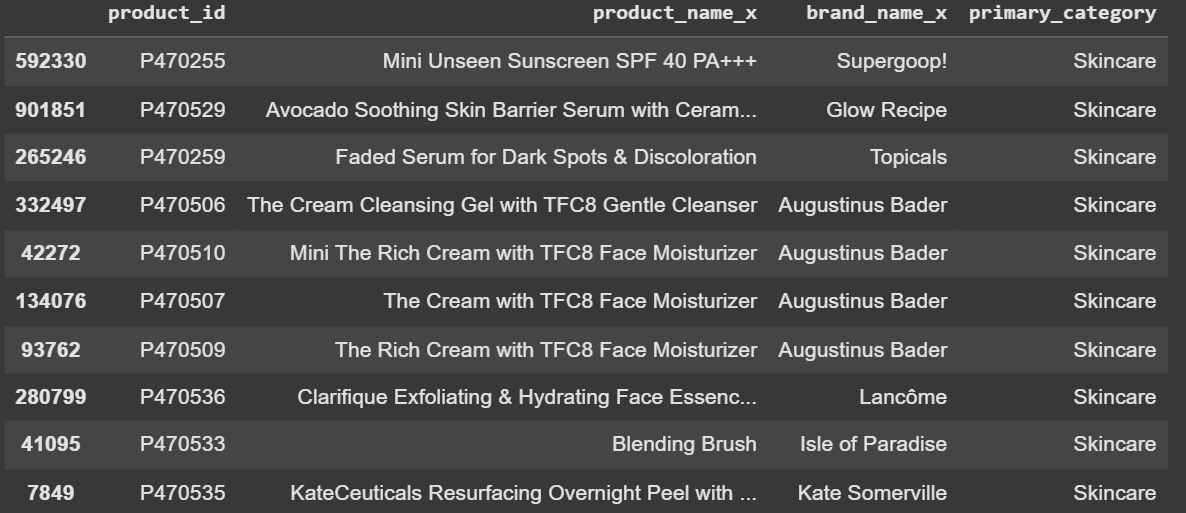 product_id product_name_x brand_name_x primary_category
592330 P470255 Mini Unseen Sunscreen SPF 40 PA+++ Supergoop! Skincare
901851 P470529 Avocado Soothing Skin Barrier Serum with Ceram... Glow Recipe Skincare
265246 P470259 Faded Serum for Dark Spots & Discoloration Topicals Skincare
332497 P470506 The Cream Cleansing Gel with TFC8 Gentle Cleanser Augustinus Bader Skincare
42272 P470510 Mini The Rich Cream with TFC8 Face Moisturizer Augustinus Bader Skincare
134076 P470507 The Cream with TFC8 Face Moisturizer Augustinus Bader Skincare
93762 P470509 The Rich Cream with TFC8 Face Moisturizer Augustinus Bader Skincare
280799 P470536 Clarifique Exfoliating & Hydrating Face Essenc... Lancôme Skincare
41095 P470533 Blending Brush Isle of Paradise Skincare
7849 P470535 KateCeuticals Resurfacing Overnight Peel with ... Kate Somerville Skincare